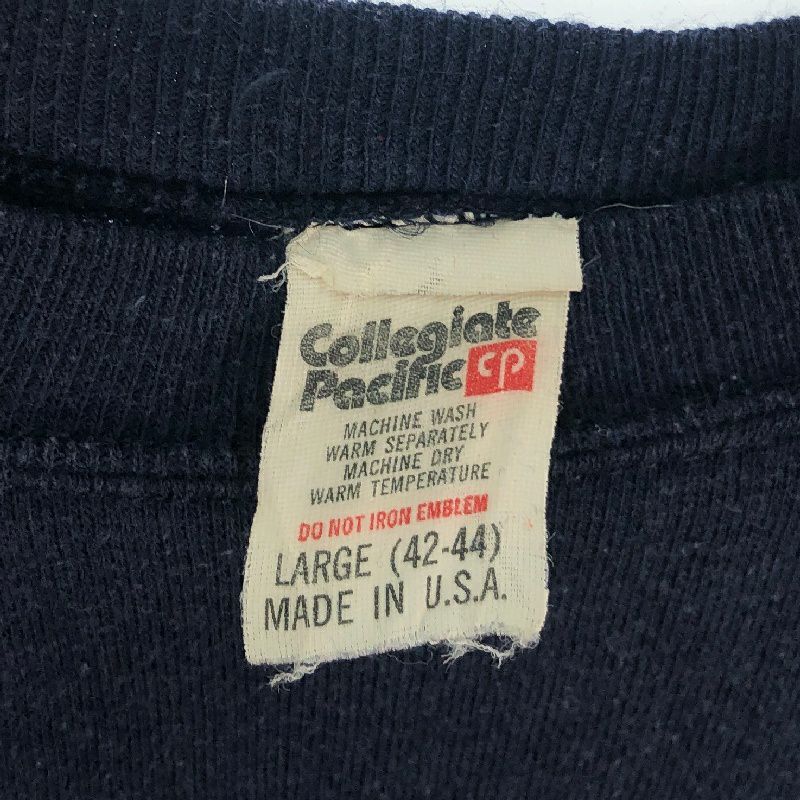 Collegiate
Pacific cp
MACHINE WASH
WARM SEPARATELY
MACHINE DRY
WARM TEMPERATURE
DO NOT IRON EMBLEM
LARGE (42-44)
MADE IN U.S.A.